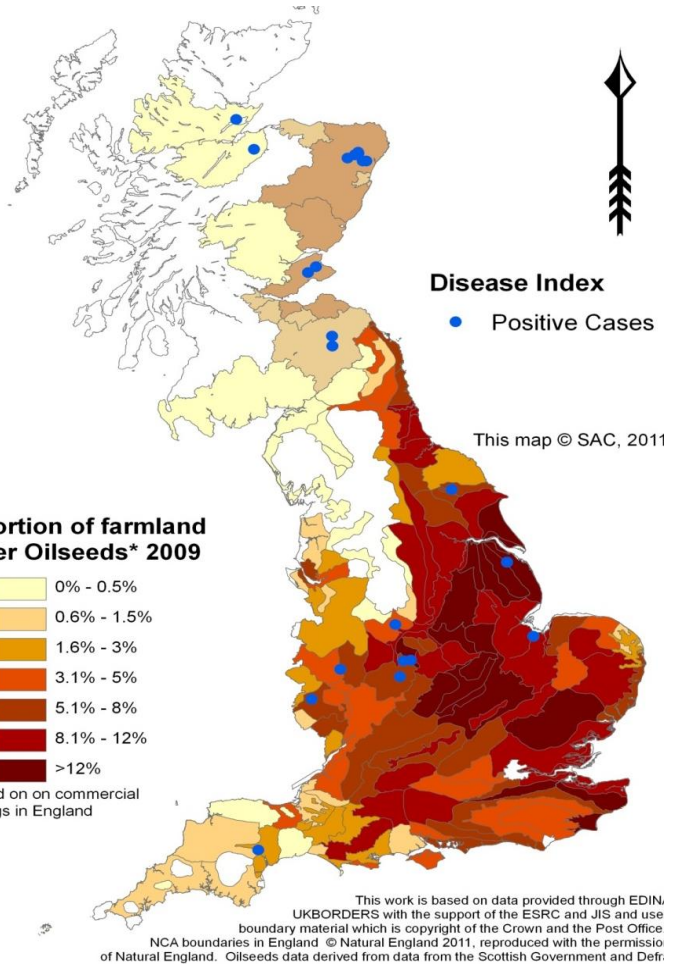 Disease Index
Positive Cases
This map © SAC, 2011
ortion of farmland
er Oilseeds* 2009
0% - 0.5%
0.6% - 1.5%
1.6% - 3%
3.1% - 5%
5.1% - 8%
8.1% - 12%
>12%
d on on commercial
gs in England
This work is based on data provided through EDINA
UKBORDERS with the support of the ESRC and JIS and use
boundary material which is copyright of the Crown and the Post Office
NCA boundaries in England © Natural England 2011, reproduced with the permissio
of Natural England. Oilseeds data derived from data from the Scottish Government and Defr